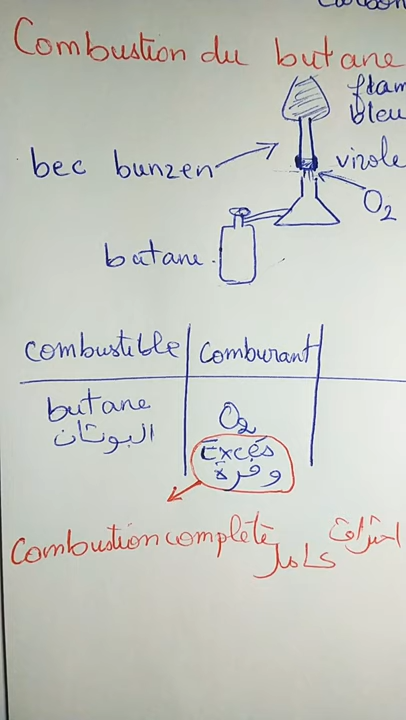 Combustion du butane
flam
bleu
bec bunzen
virole
O2
butane.
combustible comburant
butane O2
البوتان Excés
وفرة
Combustion complète احتراق كامل